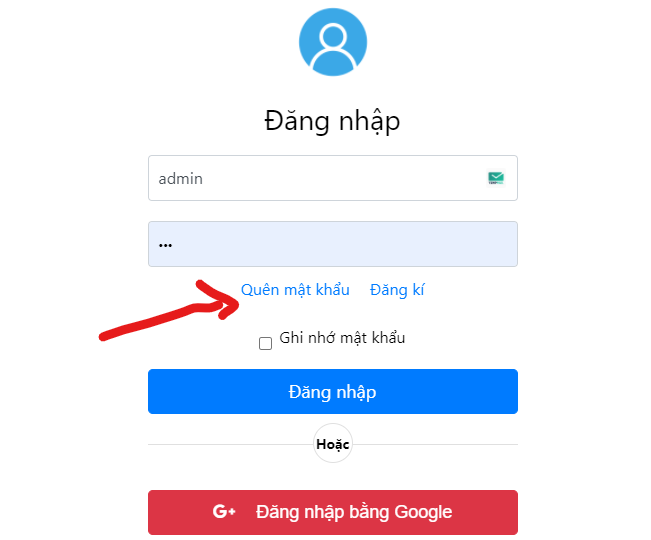 Đăng nhập
admin
•••
Quên mật khẩu Đăng kí
Ghi nhớ mật khẩu
Đăng nhập
Hoặc
G+ Đăng nhập bằng Google